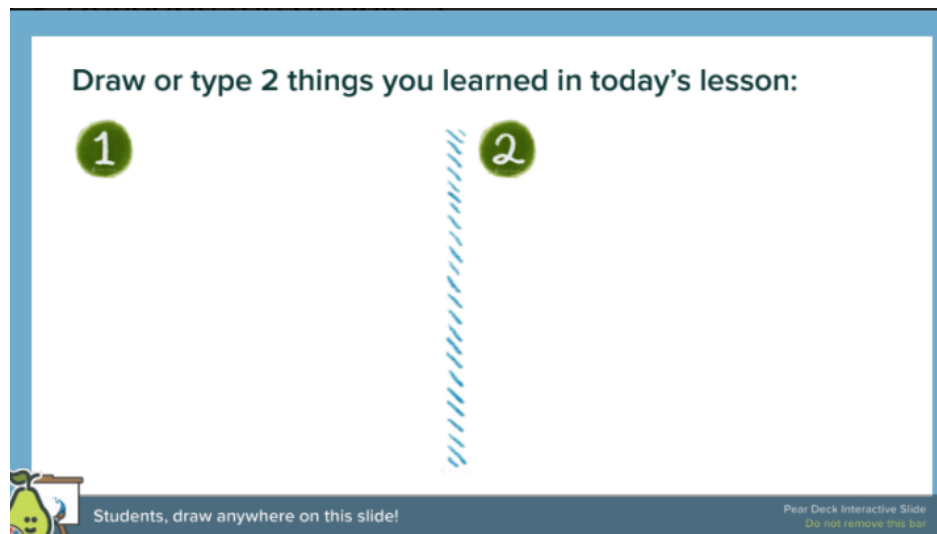 Draw or type 2 things you learned in today's lesson:
1
2
Students, draw anywhere on this slide!
Pear Deck Interactive Slide
Do not remove this bar